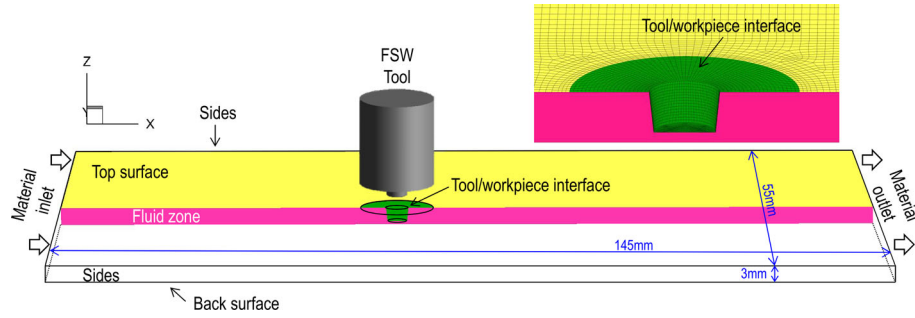 Tool/workpiece interface
FSW
Tool
Z
Y
X
Sides
Top surface
Tool/workpiece interface
Material
inlet
Fluid zone
Material
outlet
55mm
145mm
3mm
Sides
Back surface